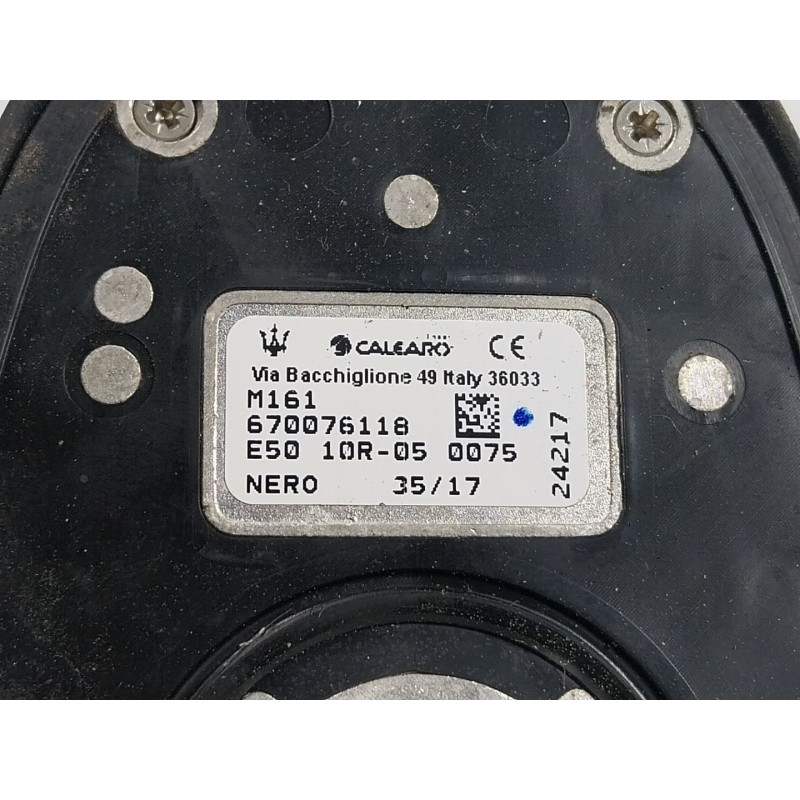 CALEARO CE
Via Bacchiglione 49 Italy 36033
M161
670076118
E50 10R-05 0075
NERO 35/17
24217